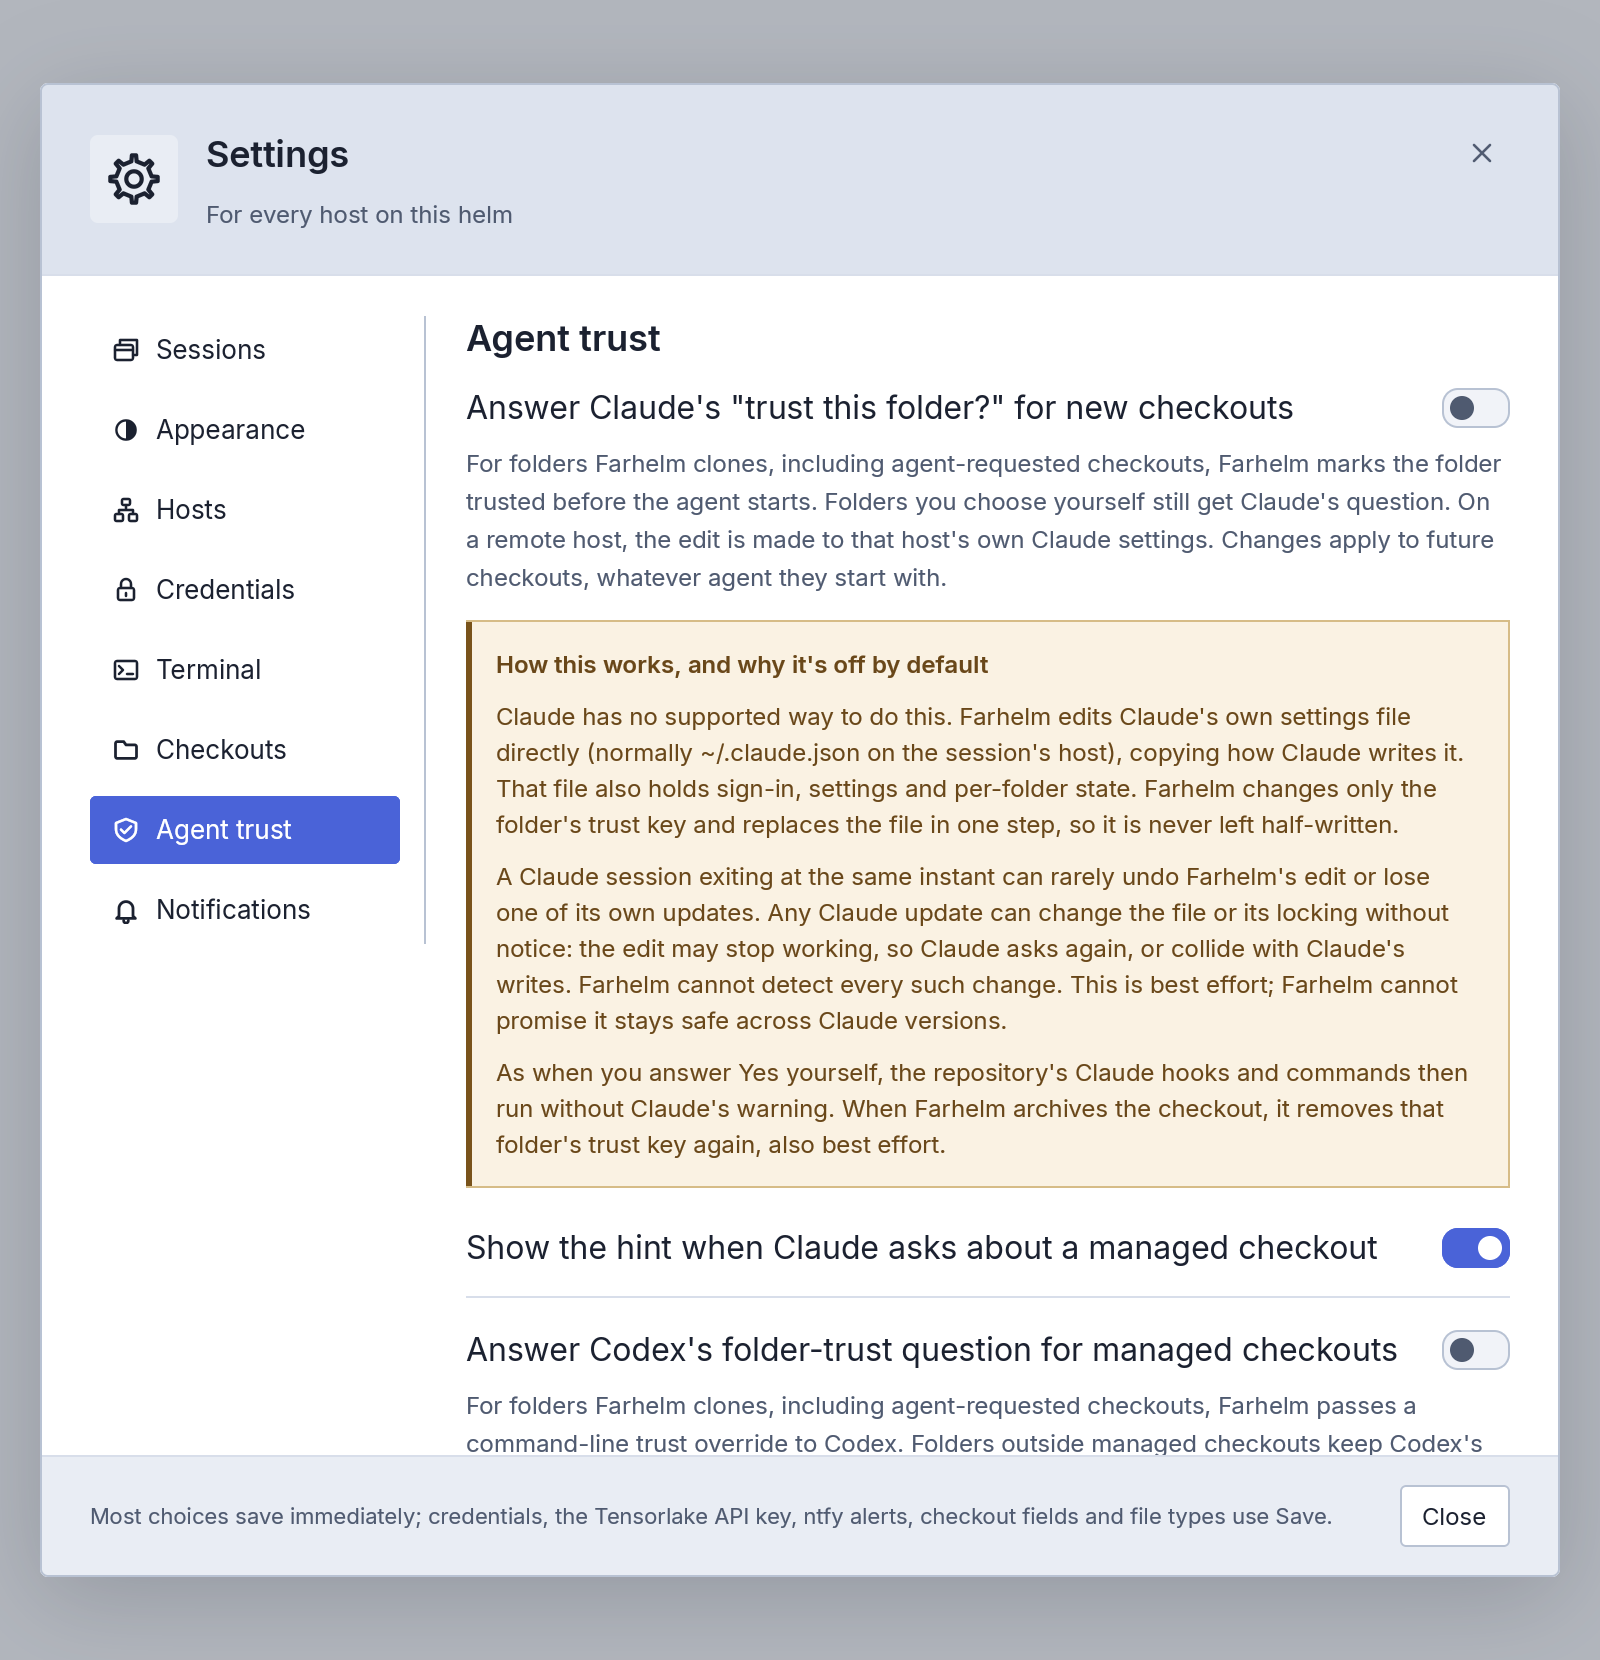 Settings
For every host on this helm
Sessions
Appearance
Hosts
Credentials
Terminal
Checkouts
Agent trust
Notifications
Agent trust
Answer Claude's "trust this folder?" for new checkouts
For folders Farhelm clones, including agent-requested checkouts, Farhelm marks the folder
trusted before the agent starts. Folders you choose yourself still get Claude's question. On
a remote host, the edit is made to that host's own Claude settings. Changes apply to future
checkouts, whatever agent they start with.
How this works, and why it's off by default
Claude has no supported way to do this. Farhelm edits Claude's own settings file
directly (normally ~/.claude.json on the session's host), copying how Claude writes it.
That file also holds sign-in, settings and per-folder state. Farhelm changes only the
folder's trust key and replaces the file in one step, so it is never left half-written.
A Claude session exiting at the same instant can rarely undo Farhelm's edit or lose
one of its own updates. Any Claude update can change the file or its locking without
notice: the edit may stop working, so Claude asks again, or collide with Claude's
writes. Farhelm cannot detect every such change. This is best effort; Farhelm cannot
promise it stays safe across Claude versions.
As when you answer Yes yourself, the repository's Claude hooks and commands then
run without Claude's warning. When Farhelm archives the checkout, it removes that
folder's trust key again, also best effort.
Show the hint when Claude asks about a managed checkout
Answer Codex's folder-trust question for managed checkouts
For folders Farhelm clones, including agent-requested checkouts, Farhelm passes a
command-line trust override to Codex. Folders outside managed checkouts keep Codex's
Most choices save immediately; credentials, the Tensorlake API key, ntfy alerts, checkout fields and file types use Save.
Close